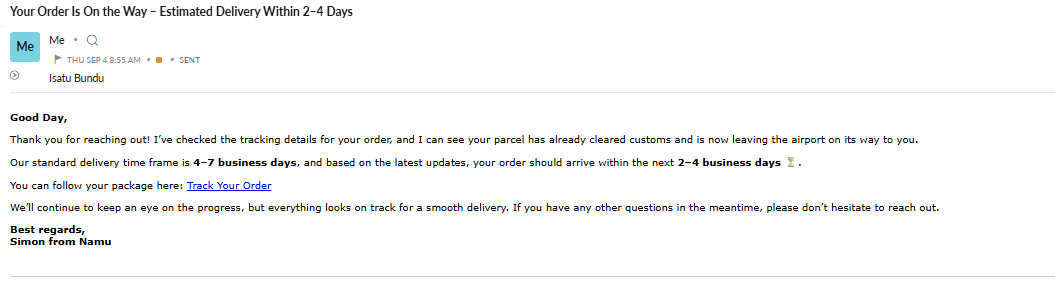 Your Order Is On the Way – Estimated Delivery Within 2–4 Days
Me
Me •
THU SEP 4 8:55 AM • • SENT
Isatu Bundu
Good Day,
Thank you for reaching out! I’ve checked the tracking details for your order, and I can see your parcel has already cleared customs and is now leaving the airport on its way to you.
Our standard delivery time frame is 4–7 business days, and based on the latest updates, your order should arrive within the next 2–4 business days ⏳.
You can follow your package here: Track Your Order
We’ll continue to keep an eye on the progress, but everything looks on track for a smooth delivery. If you have any other questions in the meantime, please don’t hesitate to reach out.
Best regards,
Simon from Namu